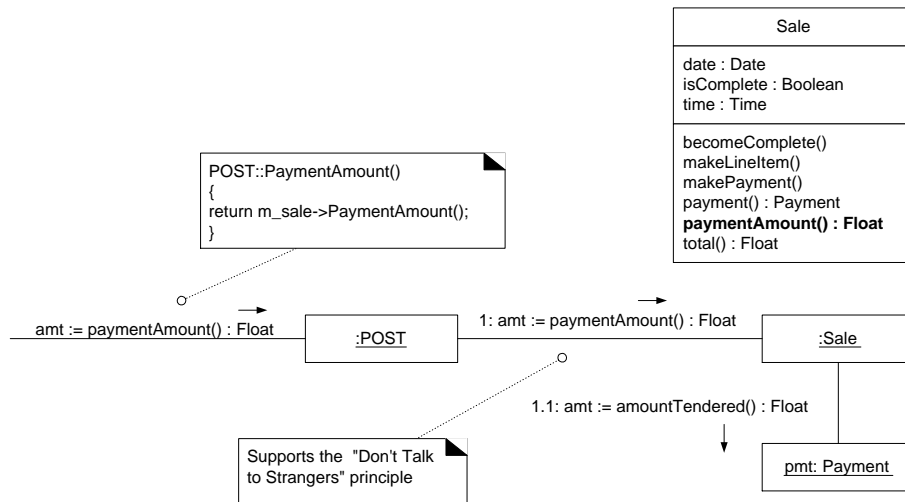 Sale
date : Date
isComplete : Boolean
time : Time
becomeComplete()
makeLineItem()
makePayment()
payment() : Payment
paymentAmount() : Float
total() : Float
POST::PaymentAmount()
{
return m_sale->PaymentAmount();
}
amt := paymentAmount() : Float
:POST
1: amt := paymentAmount() : Float
:Sale
1.1: amt := amountTendered() : Float
pmt: Payment
Supports the "Don't Talk
to Strangers" principle